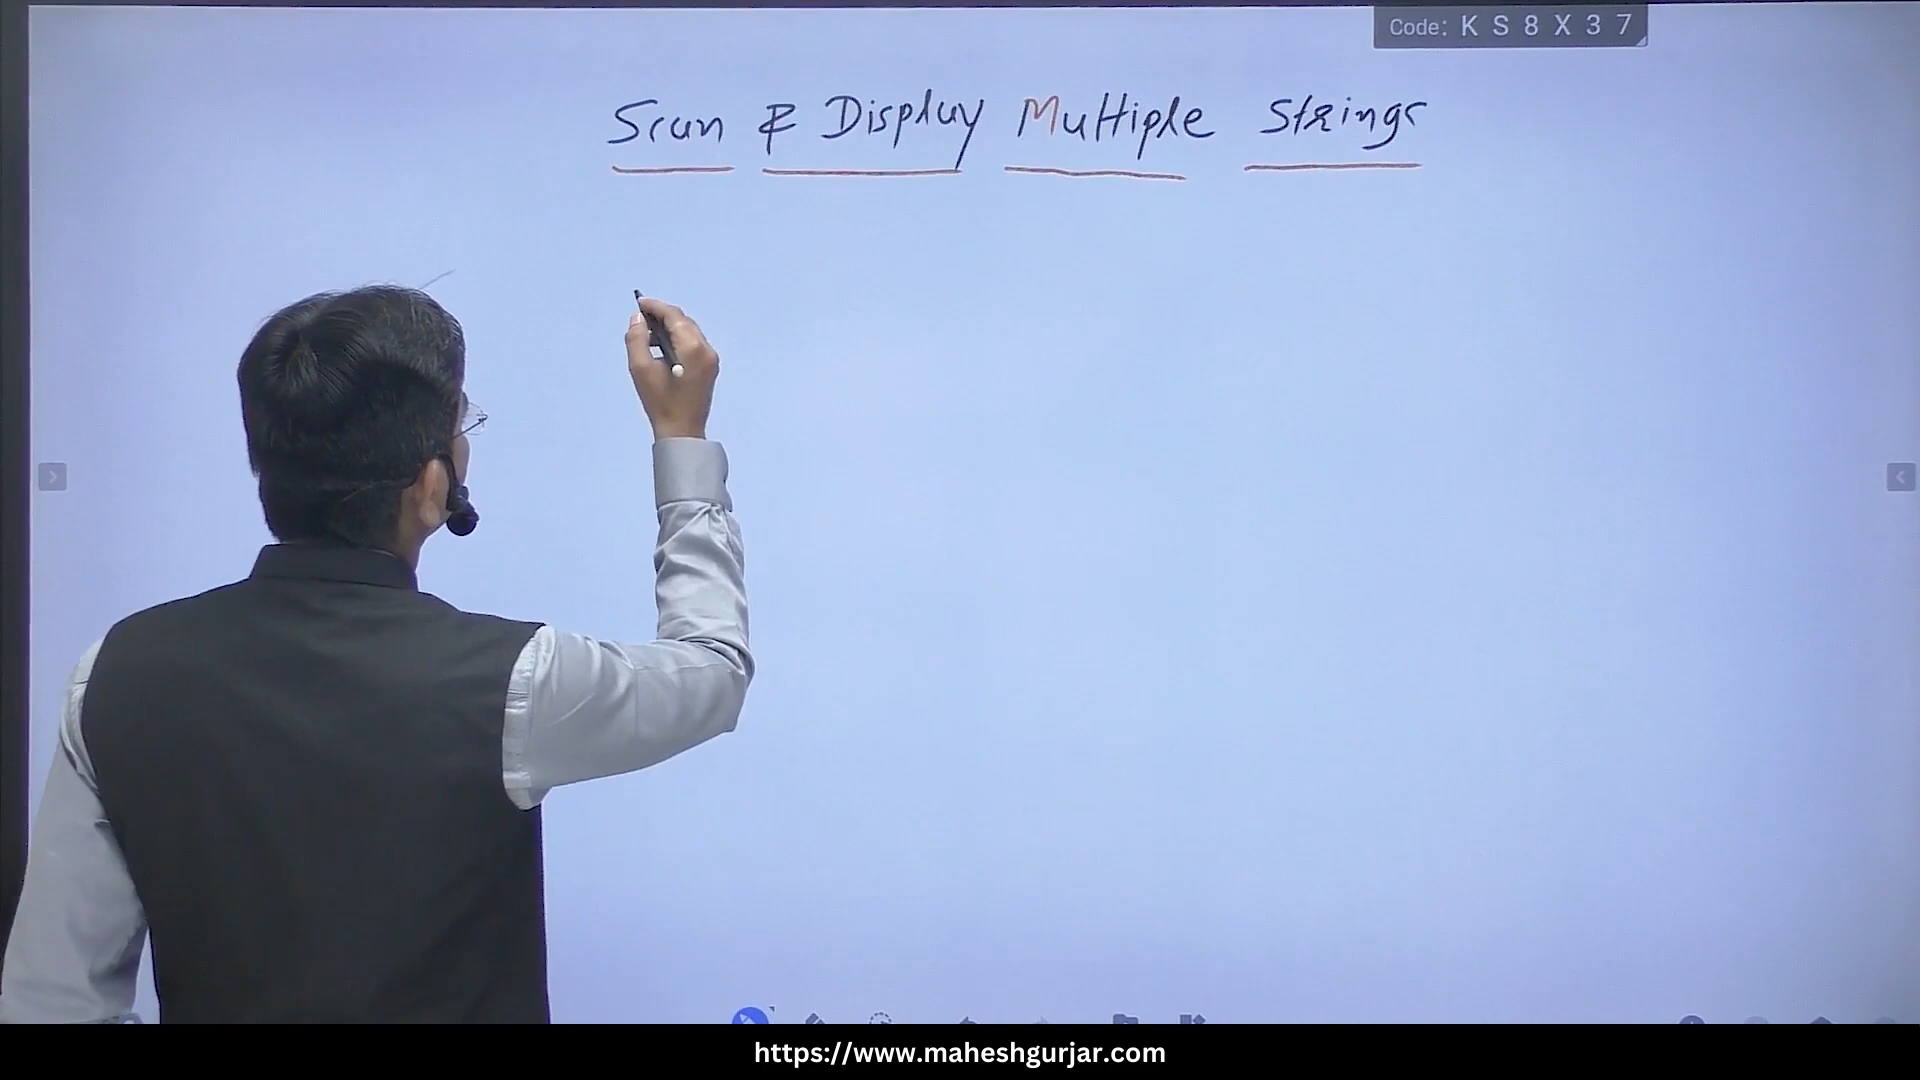 Code: K S 8 X 3 7
Scan & Display Multiple Strings
https://www.maheshgurjar.com